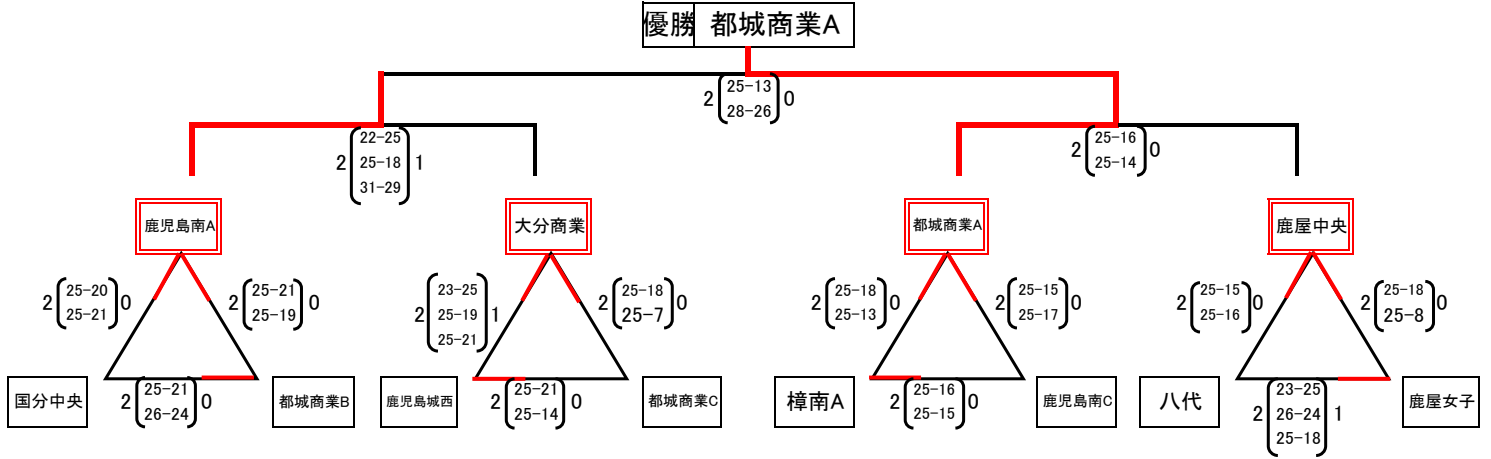 優勝 都城商業A
2 25-13 0
28-26
22-25
2 25-18 1
31-29
2 25-16 0
25-14
鹿児島南A
大分商業
都城商業A
鹿屋中央
2 25-20 0
25-21
2 25-21 0
25-19
23-25
2 25-19 1
25-21
2 25-18 0
25-7
2 25-18 0
25-13
2 25-15 0
25-17
2 25-15 0
25-16
2 25-18 0
25-8
国分中央
2 25-21 0
26-24
都城商業B
鹿児島城西
2 25-21 0
25-14
都城商業C
樟南A
2 25-16 0
25-15
鹿児島南C
八代
23-25
2 26-24 1
25-18
鹿屋女子